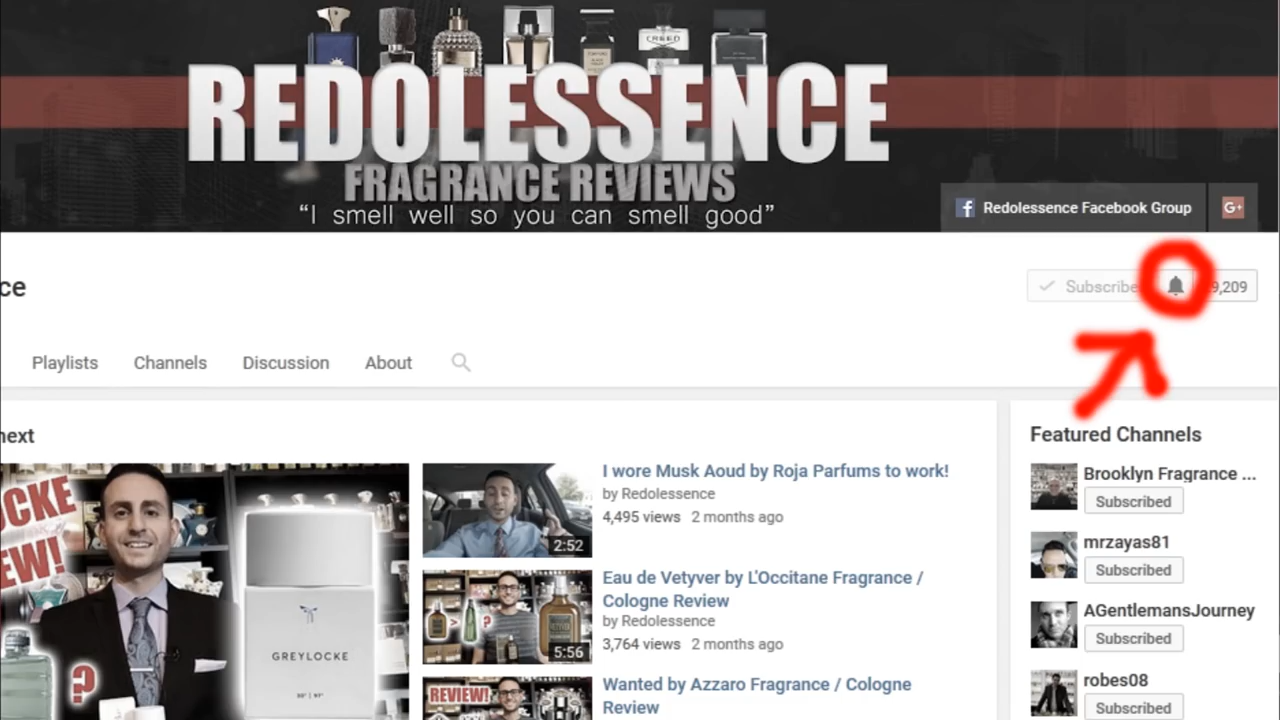 REDOLESSENCE
FRAGRANCE REVIEWS
“I smell well so you can smell good”
Redolessence Facebook Group
G+
ce
Subscribe
9,209
Playlists Channels Discussion About
next
Featured Channels
OCKE
EW!
?
GREYLOCKE
I wore Musk Aoud by Roja Parfums to work!
by Redolessence
4,495 views 2 months ago
2:52
Eau de Vetyver by L'Occitane Fragrance /
Cologne Review
by Redolessence
3,764 views 2 months ago
> ?
5:56
Wanted by Azzaro Fragrance / Cologne
Review
REVIEW!
Brooklyn Fragrance ...
Subscribed
mrzayas81
Subscribed
AGentlemansJourney
Subscribed
robes08
Subscribed
CREED